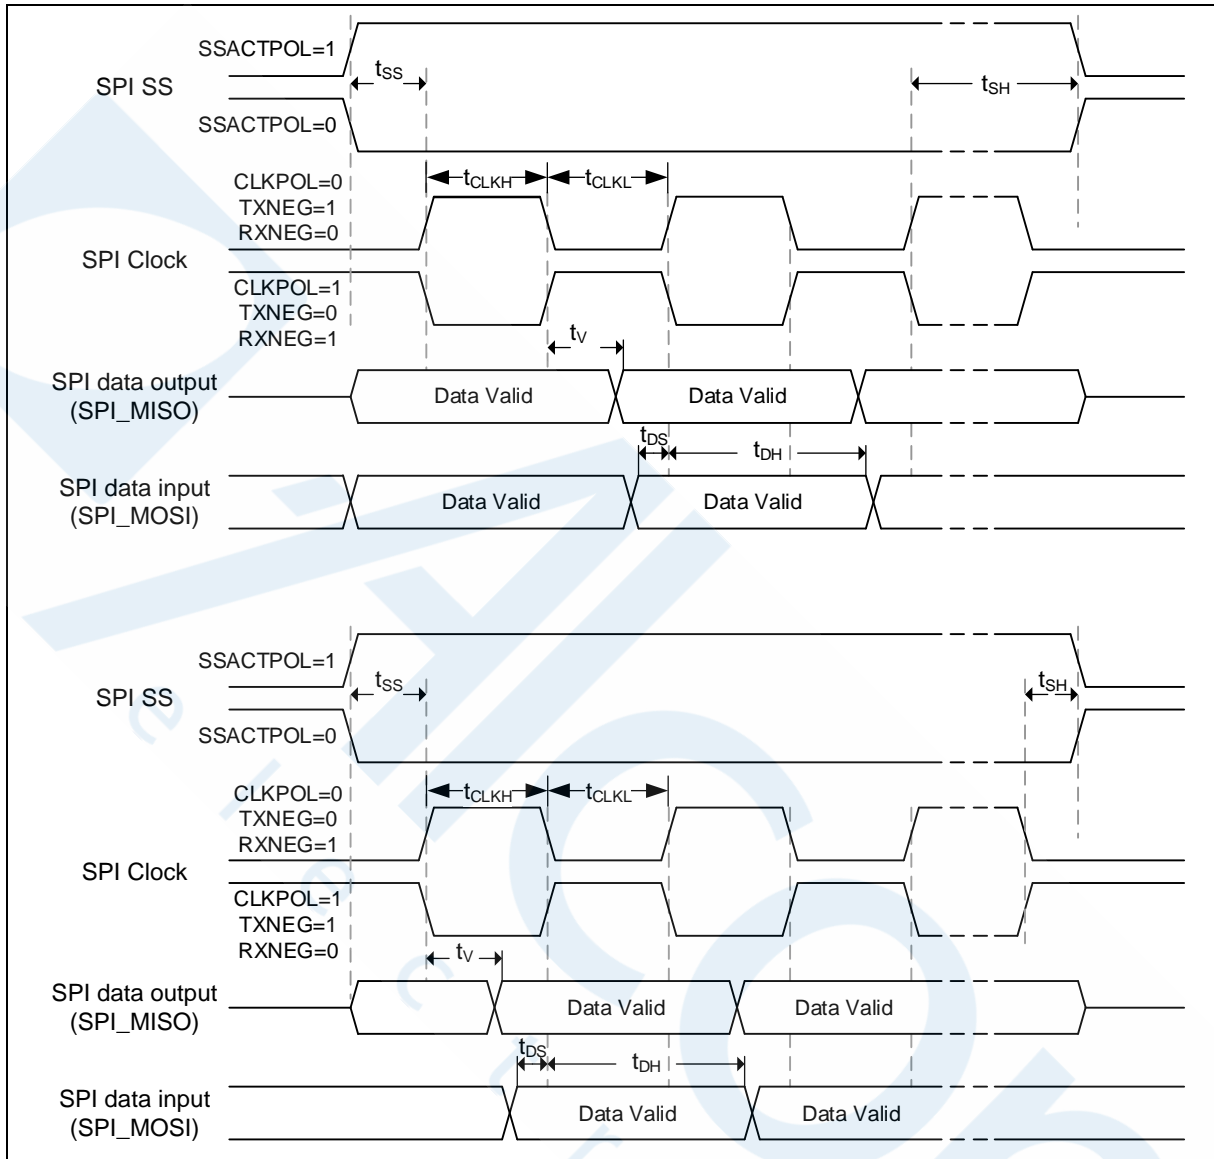 SSACTPOL=1
SPI SS
tSS
tSH
SSACTPOL=0
CLKPOL=0
TXNEG=1
RXNEG=0
tCLKH
tCLKL
SPI Clock
CLKPOL=1
TXNEG=0
RXNEG=1
tV
SPI data output
(SPI_MISO)
Data Valid
Data Valid
tDS
tDH
SPI data input
(SPI_MOSI)
Data Valid
Data Valid
SSACTPOL=1
SPI SS
tSS
tSH
SSACTPOL=0
CLKPOL=0
TXNEG=0
RXNEG=1
tCLKH
tCLKL
SPI Clock
CLKPOL=1
TXNEG=1
RXNEG=0
tV
SPI data output
(SPI_MISO)
Data Valid
Data Valid
tDS
tDH
SPI data input
(SPI_MOSI)
Data Valid
Data Valid